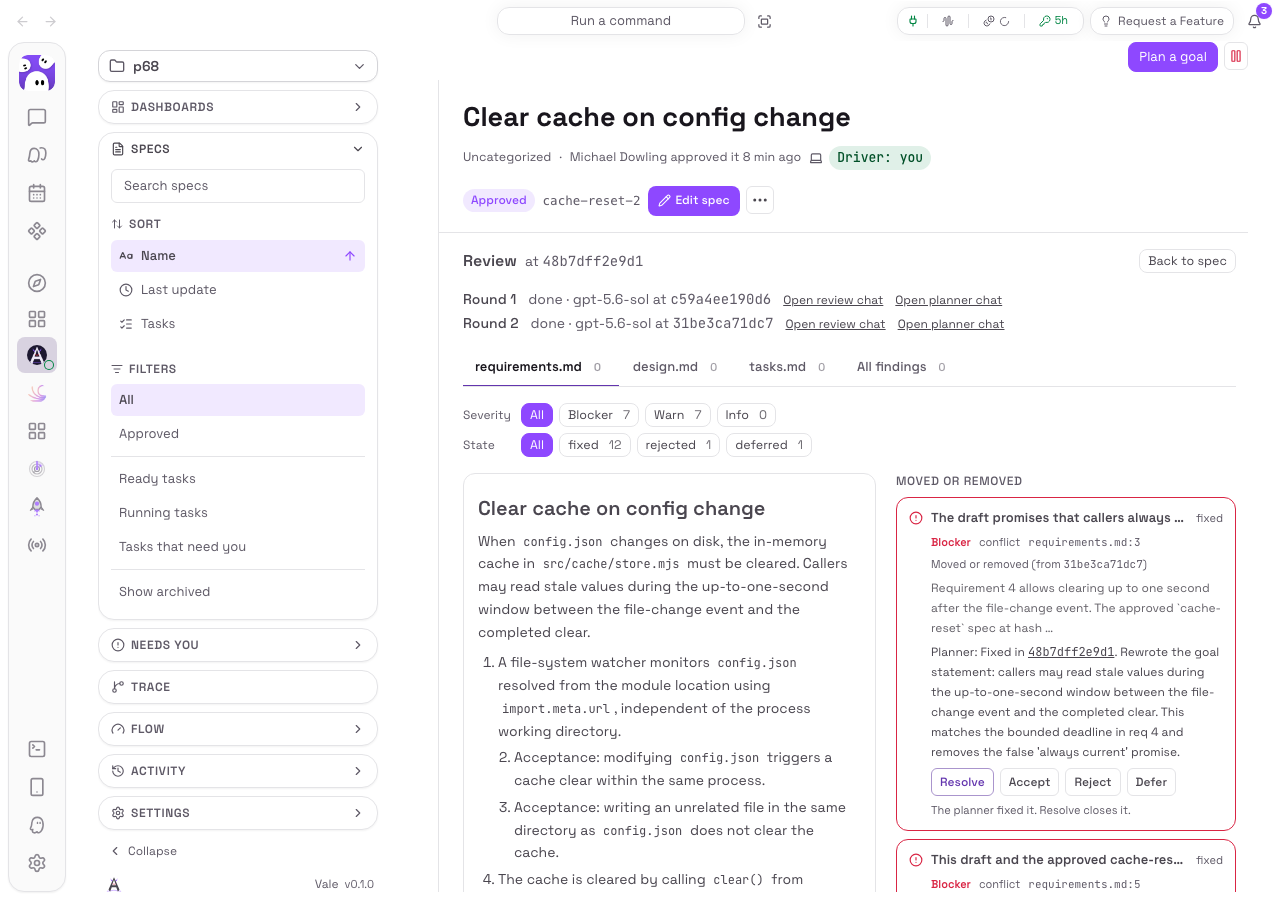 Run a command
5h
Request a Feature
3
Plan a goal
p68
DASHBOARDS
SPECS
Search specs
SORT
Aa Name
Last update
Tasks
FILTERS
All
Approved
Ready tasks
Running tasks
Tasks that need you
Show archived
NEEDS YOU
TRACE
FLOW
ACTIVITY
SETTINGS
Collapse
Vale v0.1.0
Clear cache on config change
Uncategorized · Michael Dowling approved it 8 min ago Driver: you
Approved cache-reset-2 Edit spec
Review at 48b7dff2e9d1 Back to spec
Round 1 done · gpt-5.6-sol at c59a4ee190d6 Open review chat Open planner chat
Round 2 done · gpt-5.6-sol at 31be3ca71dc7 Open review chat Open planner chat
requirements.md 0 design.md 0 tasks.md 0 All findings 0
Severity All Blocker 7 Warn 7 Info 0
State All fixed 12 rejected 1 deferred 1
Clear cache on config change
When config.json changes on disk, the in-memory
cache in src/cache/store.mjs must be cleared. Callers
may read stale values during the up-to-one-second
window between the file-change event and the
completed clear.
1. A file-system watcher monitors config.json
resolved from the module location using
import.meta.url, independent of the process
working directory.
2. Acceptance: modifying config.json triggers a
cache clear within the same process.
3. Acceptance: writing an unrelated file in the same
directory as config.json does not clear the
cache.
4. The cache is cleared by calling clear() from
MOVED OR REMOVED
The draft promises that callers always ... fixed
Blocker conflict requirements.md:3
Moved or removed (from 31be3ca71dc7)
Requirement 4 allows clearing up to one second
after the file-change event. The approved `cache-
reset` spec at hash ...
Planner: Fixed in 48b7dff2e9d1. Rewrote the goal
statement: callers may read stale values during
the up-to-one-second window between the file-
change event and the completed clear. This
matches the bounded deadline in req 4 and
removes the false 'always current' promise.
Resolve Accept Reject Defer
The planner fixed it. Resolve closes it.
This draft and the approved cache-res... fixed
Blocker conflict requirements.md:5